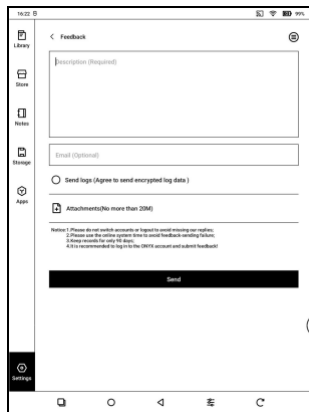 16:22
99%
Library
Store
Notes
Storage
Apps
Settings
Feedback
Description (Required)
Email (Optional)
Send logs (Agree to send encrypted log data )
Attachments(No more than 20M)
Notice:1.Please do not switch accounts or logout to avoid missing our replies;
2.Please use the online system time to avoid feedback-sending failure;
3.Keep records for only 90 days;
4.It is recommended to log in to the ONYX account and submit feedback!
Send